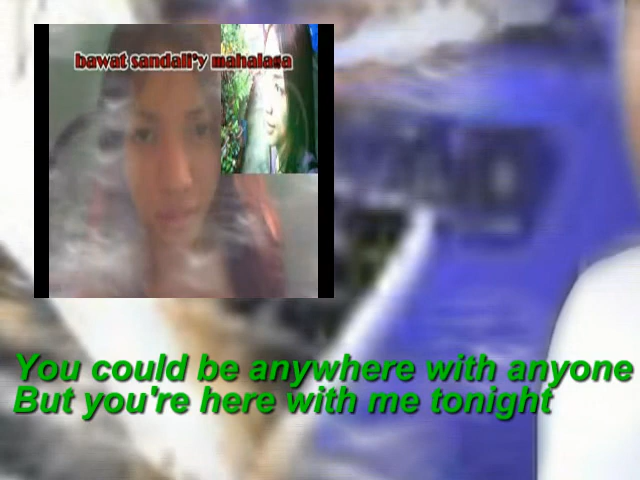 bawat sandali'y mahalaga
You could be anywhere with anyone
But you're here with me tonight